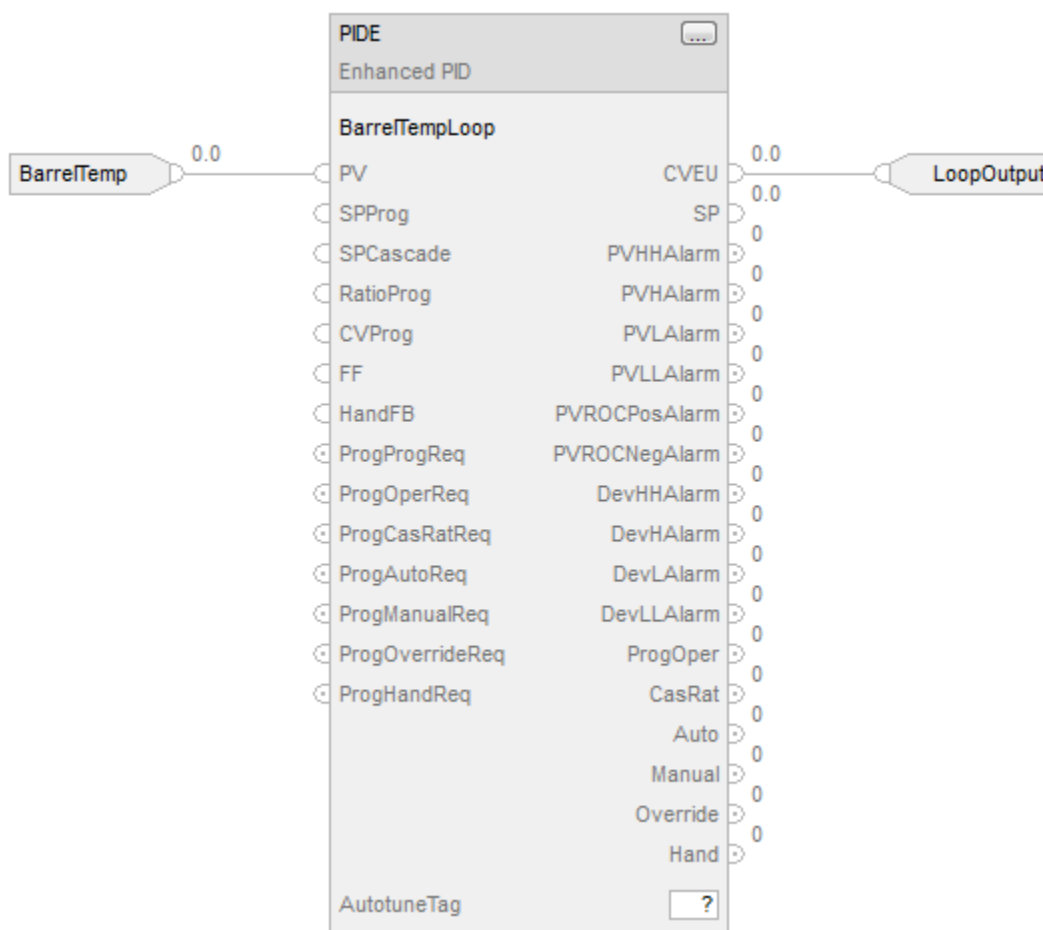 PIDE ...
Enhanced PID
BarrelTempLoop
0.0 0.0
BarrelTemp PV CVEU LoopOutput
0.0
SPProg SP
0
SPCascade PVHHAlarm
0
RatioProg PVHAlarm
0
CVProg PVLAlarm
0
FF PVLLAlarm
0
HandFB PVROCPosAlarm
0
ProgProgReq PVROCNegAlarm
0
ProgOperReq DevHHAlarm
0
ProgCasRatReq DevHAlarm
0
ProgAutoReq DevLAlarm
0
ProgManualReq DevLLAlarm
0
ProgOverrideReq ProgOper
0
ProgHandReq CasRat
0
Auto
0
Manual
0
Override
0
Hand
AutotuneTag ?